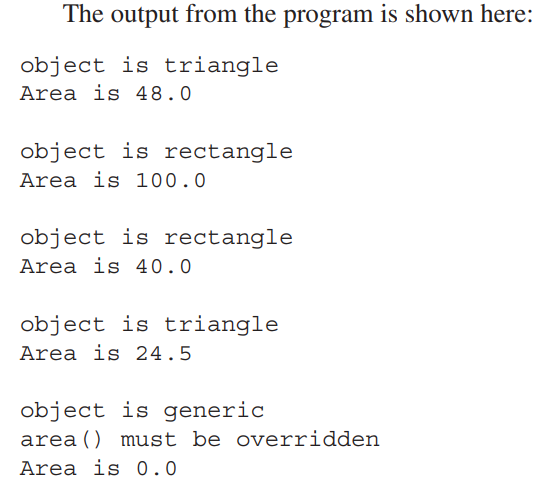 The output from the program is shown here:
object is triangle
Area is 48.0
object is rectangle
Area is 100.0
object is rectangle
Area is 40.0
object is triangle
Area is 24.5
object is generic
area() must be overridden
Area is 0.0